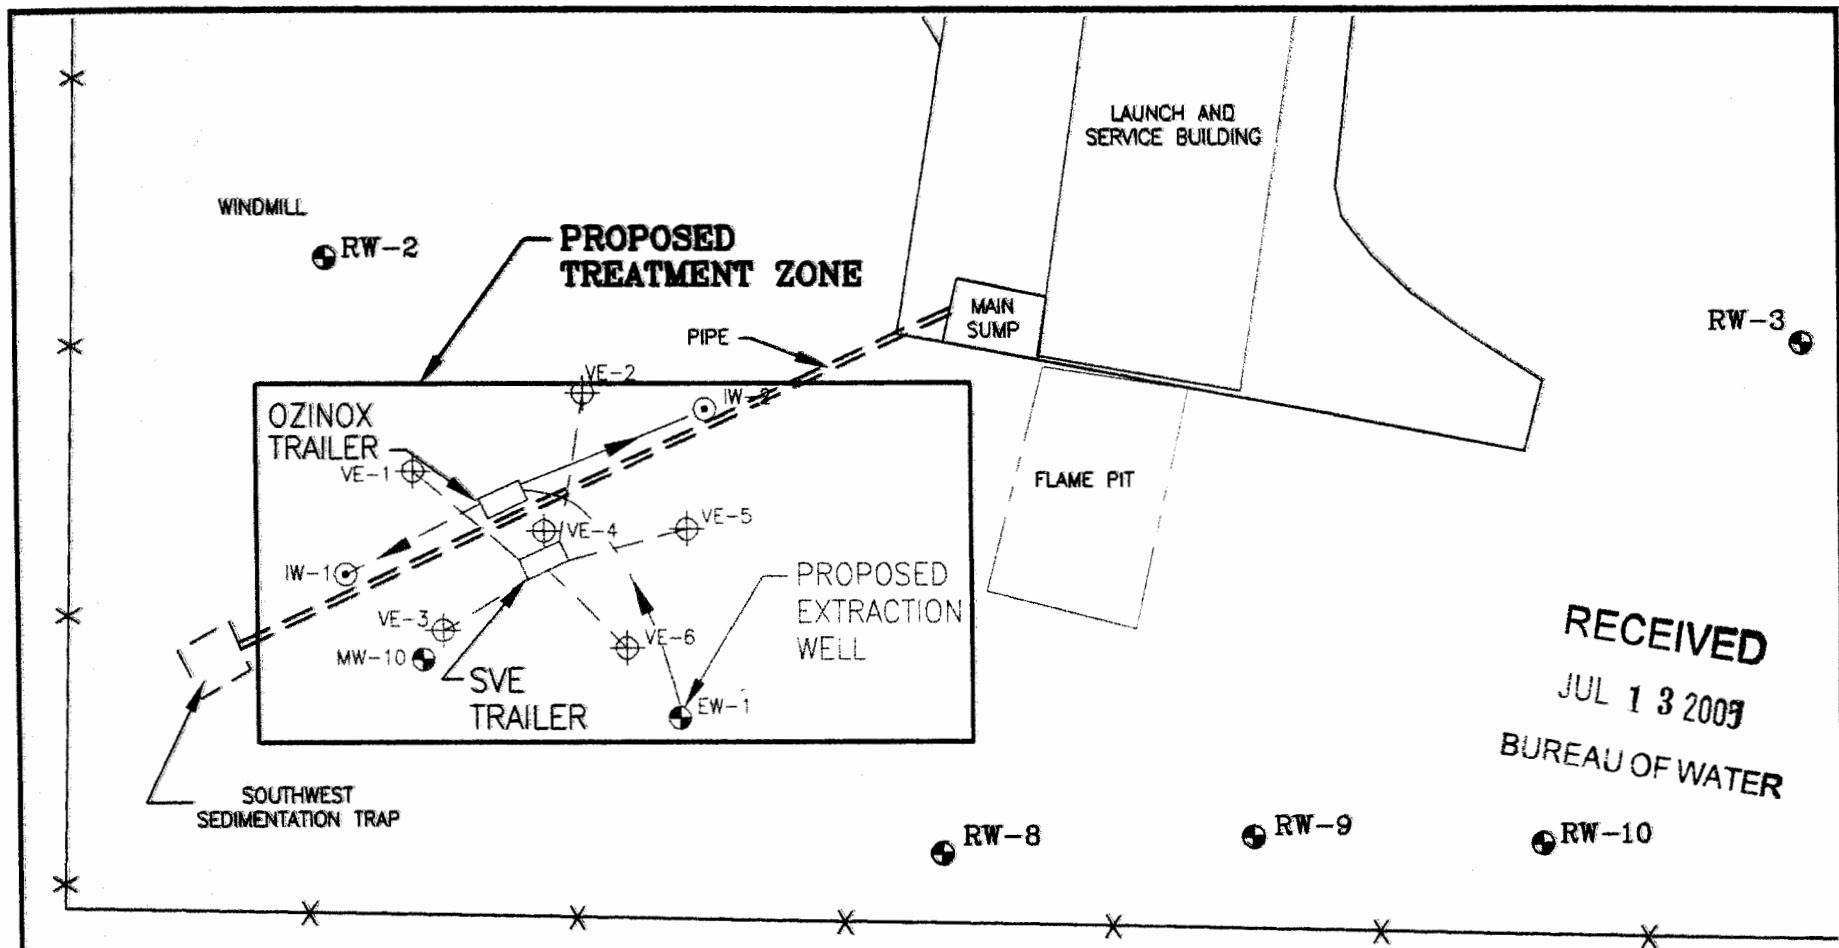 LAUNCH AND
SERVICE BUILDING
WINDMILL
RW-2
PROPOSED
TREATMENT ZONE
MAIN
SUMP
RW-3
PIPE
VE-2
IW-2
OZINOX
TRAILER
VE-1
FLAME PIT
VE-4
VE-5
IW-1
PROPOSED
EXTRACTION
WELL
VE-3
VE-6
MW-10
SVE
TRAILER
EW-1
RECEIVED
JUL 13 2005
BUREAU OF WATER
SOUTHWEST
SEDIMENTATION TRAP
RW-8
RW-9
RW-10